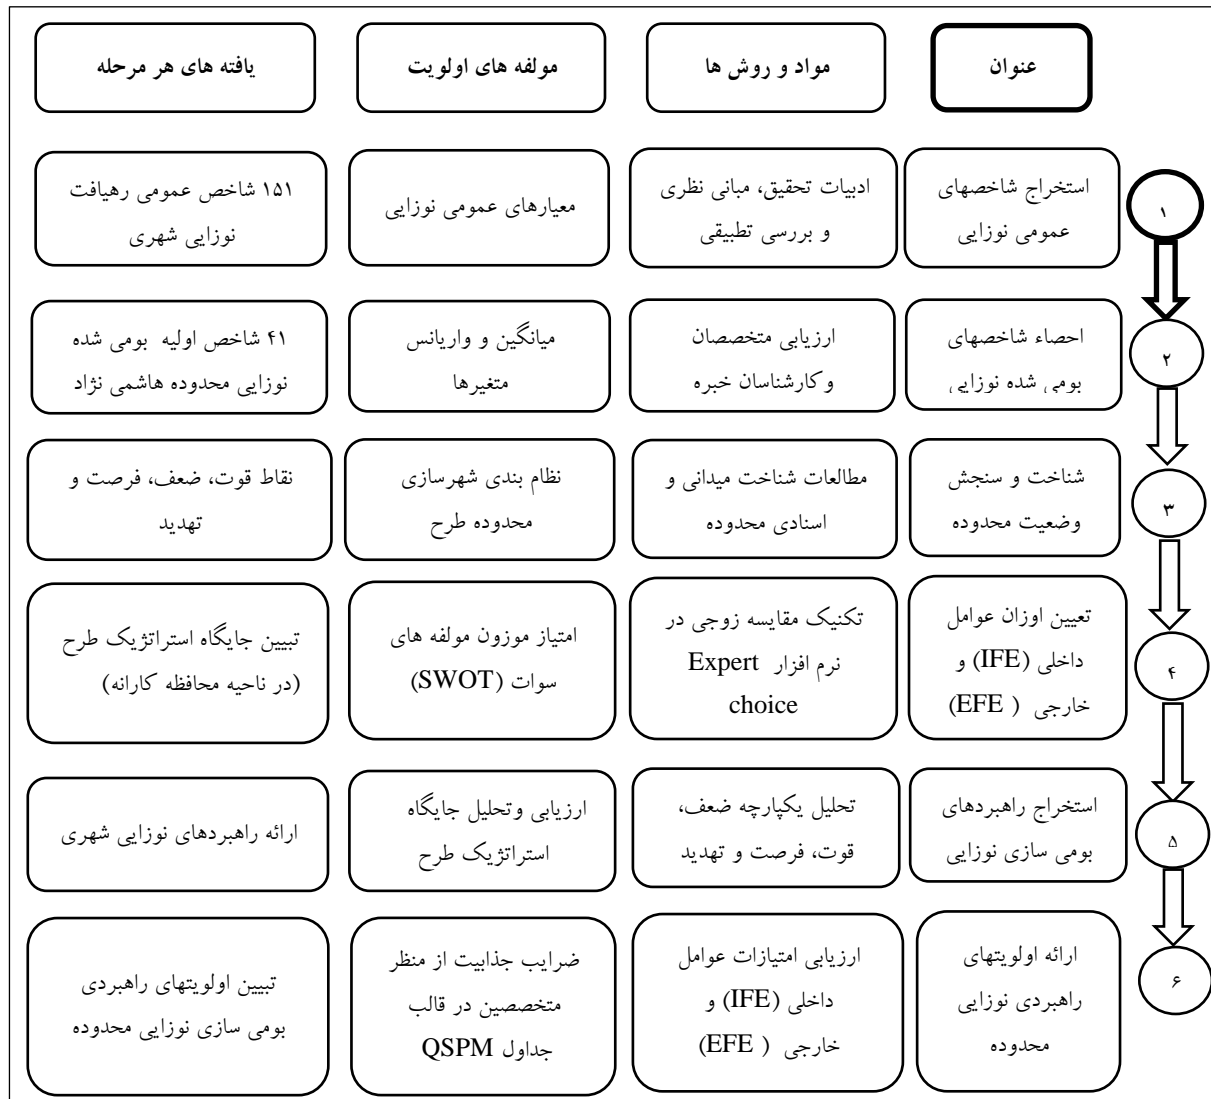 عنوان
مواد و روش ها
مولفه های اولویت
یافته های هر مرحله
۱
استخراج شاخصهای
عمومی نوزایی
ادبیات تحقیق، مبانی نظری
و بررسی تطبیقی
معیارهای عمومی نوزایی
۱۵۱ شاخص عمومی رهیافت
نوزایی شهری
۲
احصاء شاخصهای
بومی شده نوزایی
ارزیابی متخصصان
وکارشناسان خبره
میانگین و واریانس
متغیرها
۴۱ شاخص اولیه بومی شده
نوزایی محدوده هاشمی نژاد
۳
شناخت و سنجش
وضعیت محدوده
مطالعات شناخت میدانی و
اسنادی محدوده
نظام بندی شهرسازی
محدوده طرح
نقاط قوت، ضعف، فرصت و
تهدید
۴
تعیین اوزان عوامل
داخلی (IFE) و
خارجی ( EFE)
تکنیک مقایسه زوجی در
نرم افزار Expert
choice
امتیاز موزون مولفه های
سوات (SWOT)
تبیین جایگاه استراتژیک طرح
(در ناحیه محافظه کارانه)
۵
استخراج راهبردهای
بومی سازی نوزایی
تحلیل یکپارچه ضعف،
قوت، فرصت و تهدید
ارزیابی وتحلیل جایگاه
استراتژیک طرح
ارائه راهبردهای نوزایی شهری
۶
ارائه اولویتهای
راهبردی نوزایی
محدوده
ارزیابی امتیازات عوامل
داخلی (IFE) و
خارجی ( EFE)
ضرایب جذابیت از منظر
متخصصین در قالب
جداول QSPM
تبیین اولویتهای راهبردی
بومی سازی نوزایی محدوده